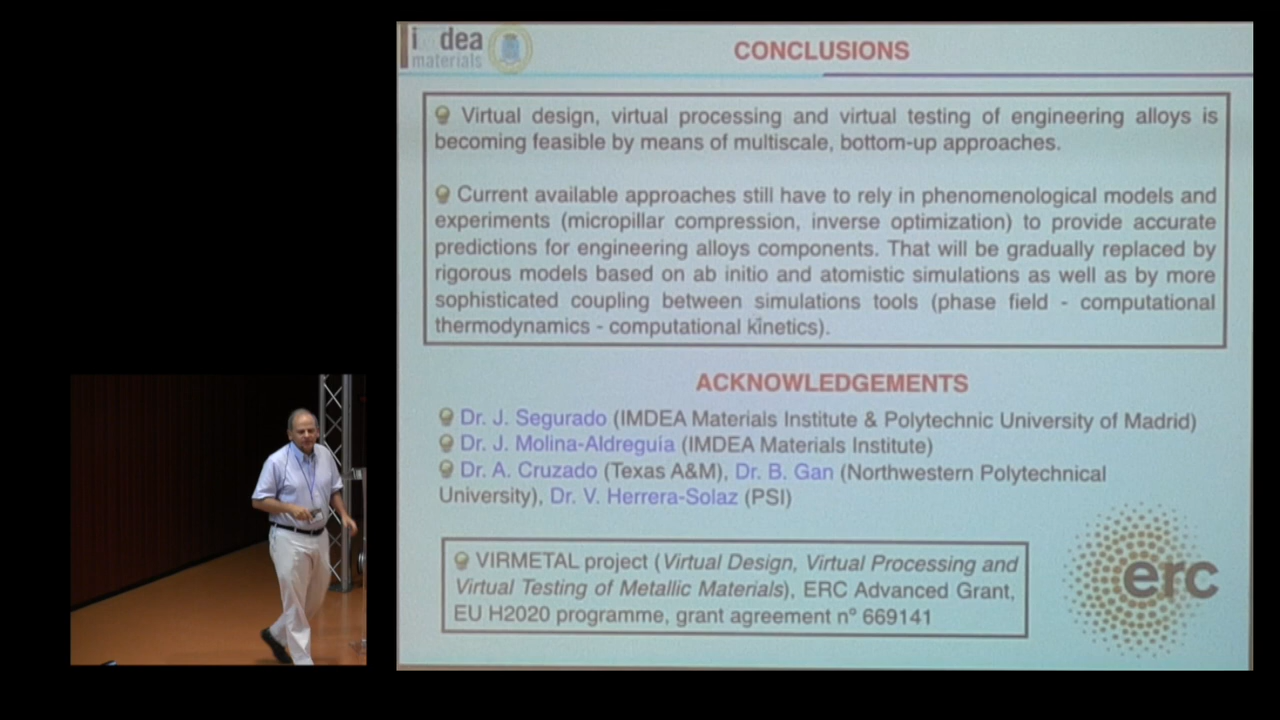 imdea
materials
CONCLUSIONS
Virtual design, virtual processing and virtual testing of engineering alloys is
becoming feasible by means of multiscale, bottom-up approaches.
Current available approaches still have to rely in phenomenological models and
experiments (micropillar compression, inverse optimization) to provide accurate
predictions for engineering alloys components. That will be gradually replaced by
rigorous models based on ab initio and atomistic simulations as well as by more
sophisticated coupling between simulations tools (phase field - computational
thermodynamics - computational kinetics).
ACKNOWLEDGEMENTS
Dr. J. Segurado (IMDEA Materials Institute & Polytechnic University of Madrid)
Dr. J. Molina-Aldreguía (IMDEA Materials Institute)
Dr. A. Cruzado (Texas A&M), Dr. B. Gan (Northwestern Polytechnical
University), Dr. V. Herrera-Solaz (PSI)
VIRMETAL project (Virtual Design, Virtual Processing and
Virtual Testing of Metallic Materials), ERC Advanced Grant,
EU H2020 programme, grant agreement nº 669141
erc